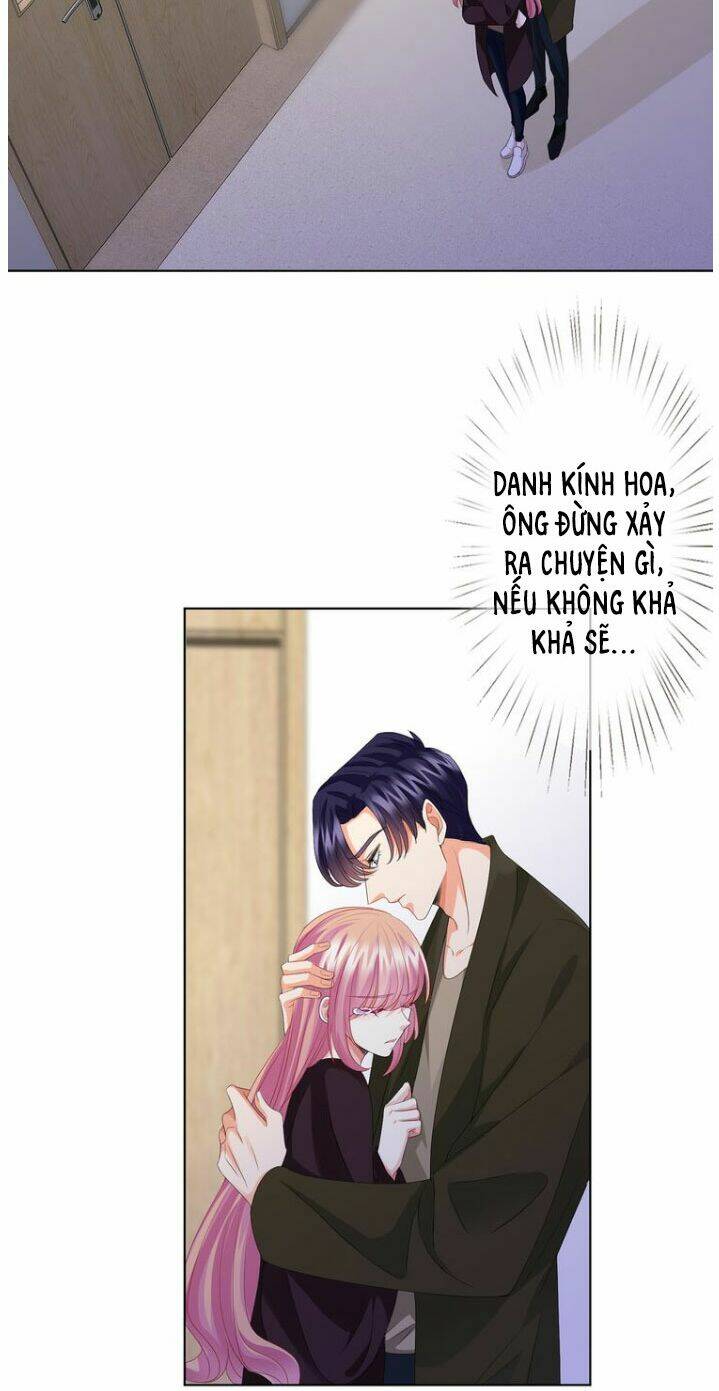 DANH KÍNH HOA,
ÔNG ĐỪNG XẢY
RA CHUYỆN GÌ,
NẾU KHÔNG KHẢ
KHẢ SẼ...